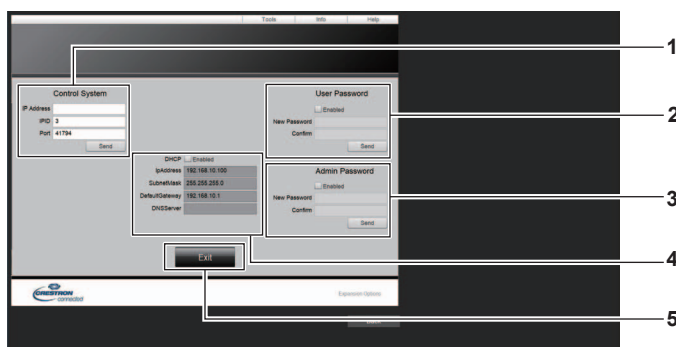 Tools Info Help
1
Control System
IP Address
IPID 3
Port 41794
Send
User Password
Enabled
New Password
Confirm
Send
2
DHCP Enabled
IpAddress 192.168.10.100
SubnetMask 255.255.255.0
DefaultGateway 192.168.10.1
DNSServer
Admin Password
Enabled
New Password
Confirm
Send
3
4
Exit
CRESTRON
connected
Expansion Options
5